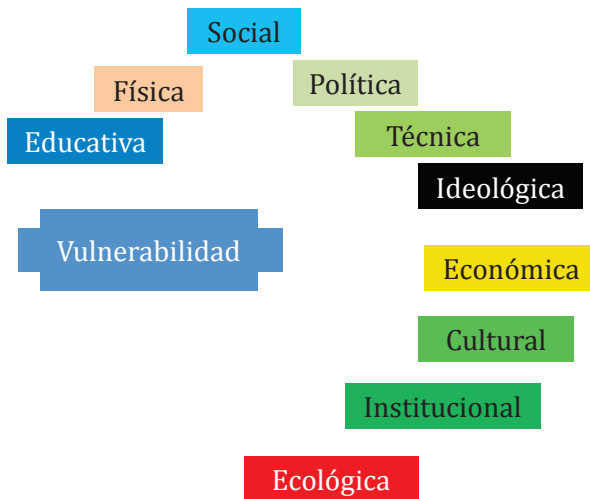 Social
Física
Política
Educativa
Técnica
Ideológica
Vulnerabilidad
Económica
Cultural
Institucional
Ecológica